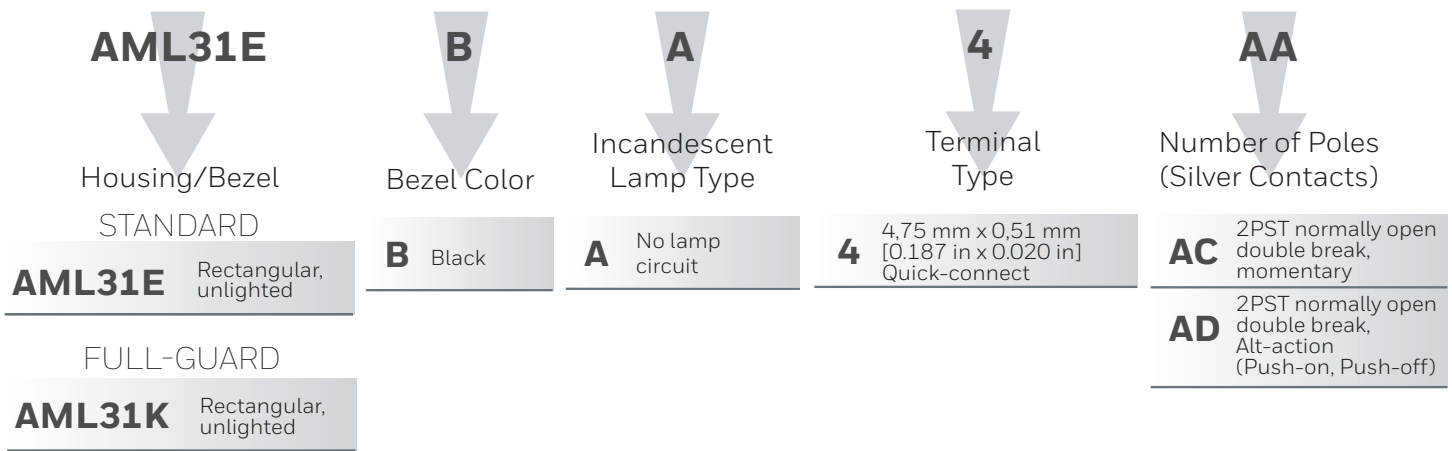 AML31E B A 4 AA
Housing/Bezel
STANDARD
AML31E Rectangular,
unlighted
FULL-GUARD
AML31K Rectangular,
unlighted
Bezel Color
B Black
Incandescent
Lamp Type
A No lamp
circuit
Terminal
Type
4 4,75 mm x 0,51 mm
[0.187 in x 0.020 in]
Quick-connect
Number of Poles
(Silver Contacts)
AC 2PST normally open
double break,
momentary
AD 2PST normally open
double break,
Alt-action
(Push-on, Push-off)